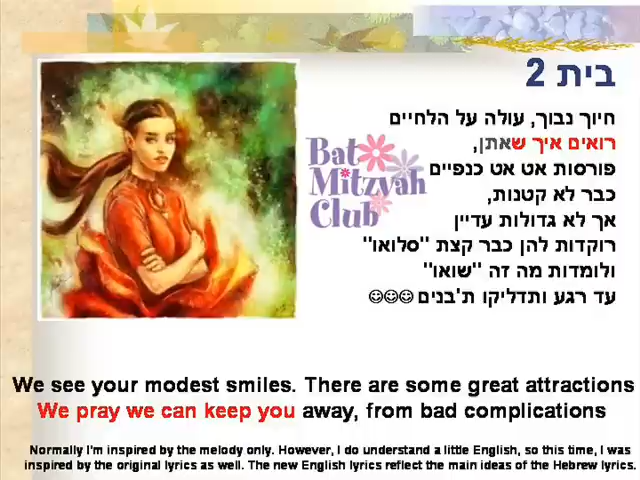 בית 2
חיוך נבוך, עולה על הלחיים
רואים איך שאתן,
פורסות אט אט כנפיים
כבר לא קטנות,
אך לא גדולות עדיין
רוקדות להן כבר קצת "סלואו"
ולומדות מה זה "שואו"
עד רגע ותדליקו ת'בנים ☺☺☺
Bat
Mitzvah
Club
We see your modest smiles. There are some great attractions
We pray we can keep you away, from bad complications
Normally I'm inspired by the melody only. However, I do understand a little English, so this time, I was
inspired by the original lyrics as well. The new English lyrics reflect the main ideas of the Hebrew lyrics.